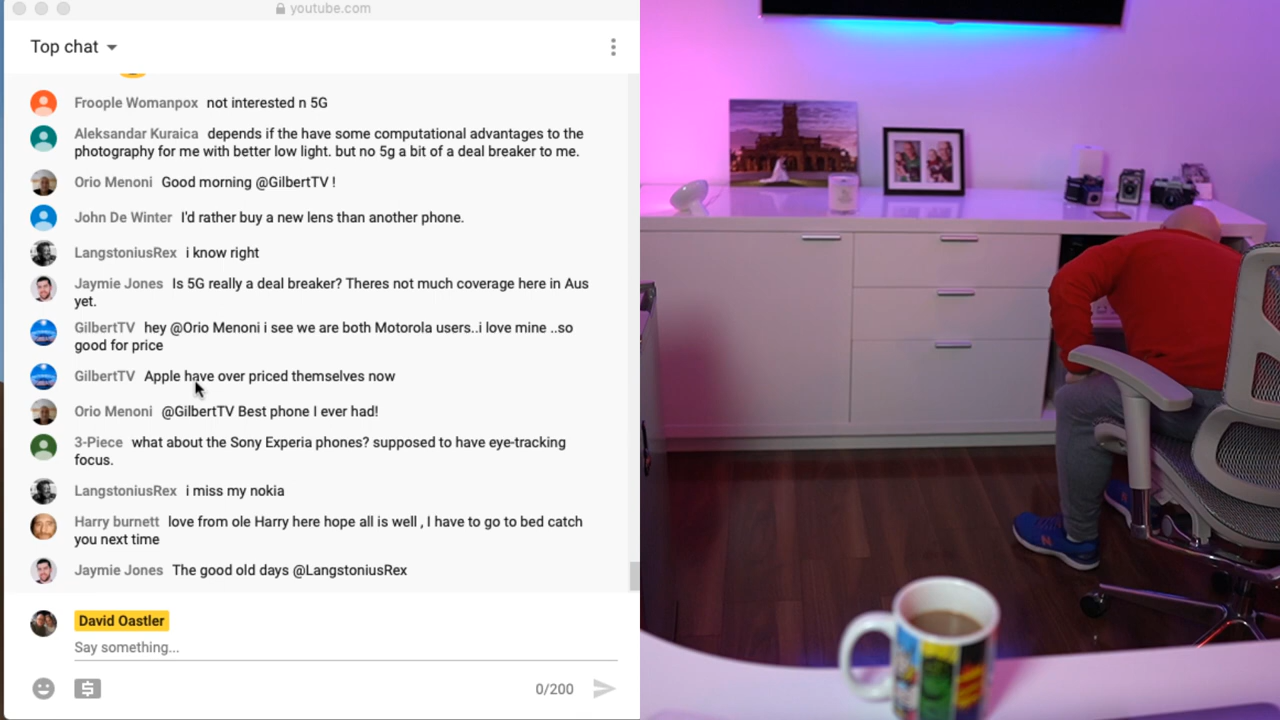 youtube.com
Top chat
Froople Womanpox not interested n 5G
Aleksandar Kuraica depends if the have some computational advantages to the
photography for me with better low light. but no 5g a bit of a deal breaker to me.
Orio Menoni Good morning @GilbertTV !
John De Winter I'd rather buy a new lens than another phone.
LangstoniusRex i know right
Jaymie Jones Is 5G really a deal breaker? Theres not much coverage here in Aus
yet.
GilbertTV hey @Orio Menoni i see we are both Motorola users..i love mine ..so
good for price
GilbertTV Apple have over priced themselves now
Orio Menoni @GilbertTV Best phone I ever had!
3-Piece what about the Sony Experia phones? supposed to have eye-tracking
focus.
LangstoniusRex i miss my nokia
Harry burnett love from ole Harry here hope all is well , I have to go to bed catch
you next time
Jaymie Jones The good old days @LangstoniusRex
David Oastler
Say something...
$
0/200